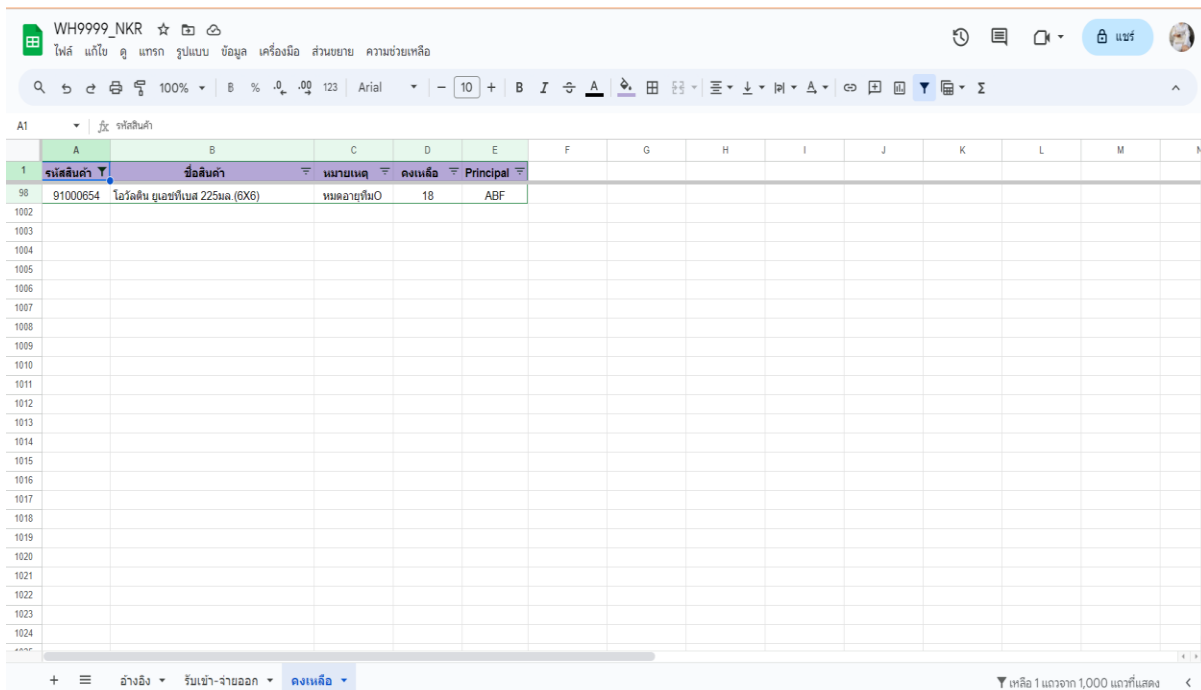 WH9999_NKR
ไฟล์ แก้ไข ดู แทรก รูปแบบ ข้อมูล เครื่องมือ ส่วนขยาย ความช่วยเหลือ
แชร์
100% B % .0 .00 123 Arial 10 B I A
A1 fx รหัสสินค้า
A B C D E F G H I J K L M N
1 รหัสสินค้า ชื่อสินค้า หมายเหตุ คงเหลือ Principal
98 91000654 โอวัลติน ยูเอชทีเบส 225มล.(6X6) หมดอายุทีมO 18 ABF
1002
1003
1004
1005
1006
1007
1008
1009
1010
1011
1012
1013
1014
1015
1016
1017
1018
1019
1020
1021
1022
1023
1024
อ้างอิง รับเข้า-จ่ายออก คงเหลือ
เหลือ 1 แถวจาก 1,000 แถวที่แสดง